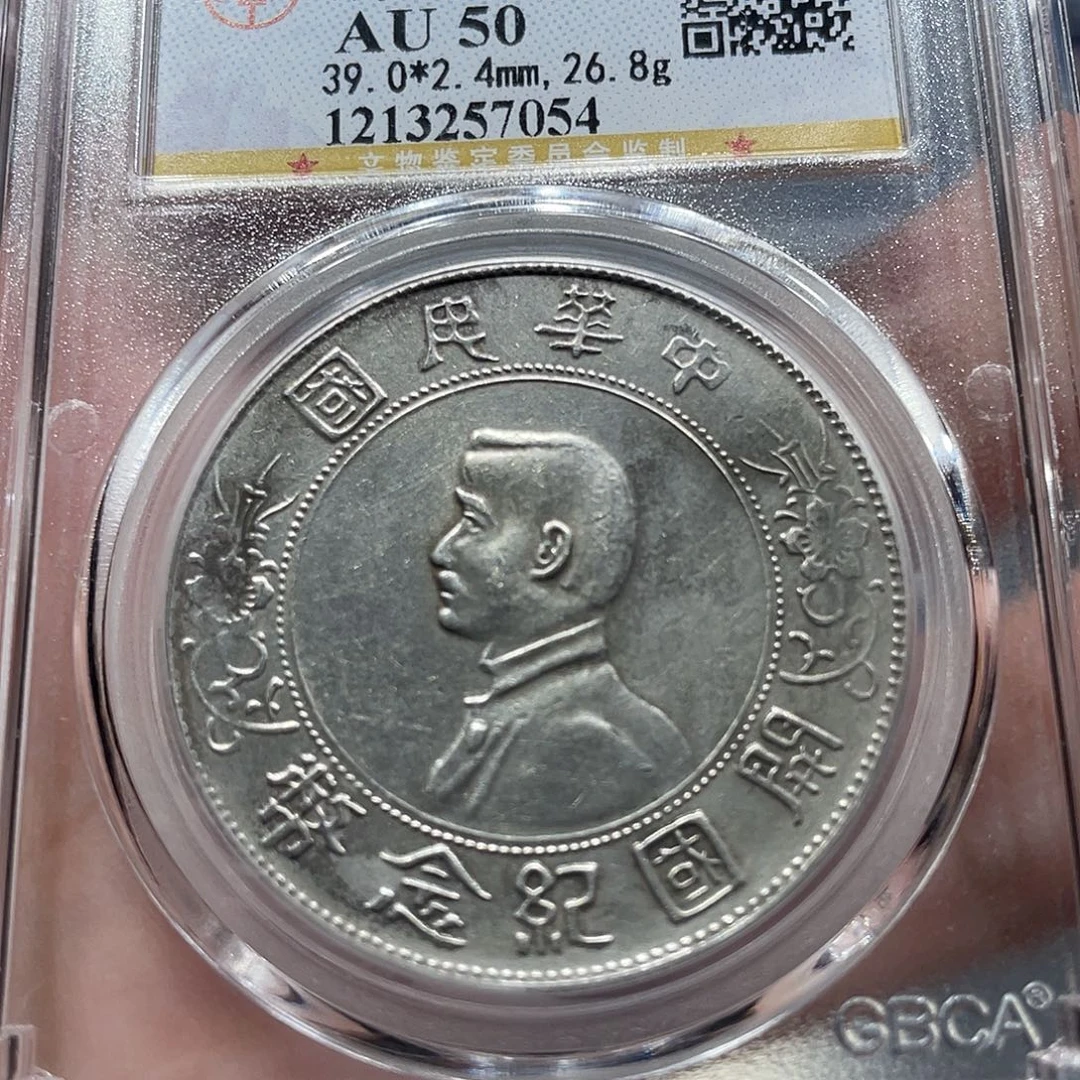 AU 50
39.0*2.4mm, 26.8g
1213257054
文物鉴定委员会监制
國民華中
幣念紀國開
GBCA®